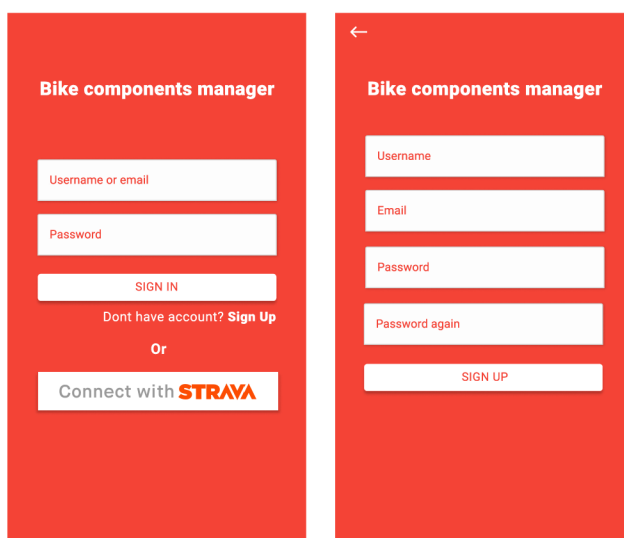 Bike components manager
Username or email
Password
SIGN IN
Dont have account? Sign Up
Or
Connect with STRAVA
Bike components manager
Username
Email
Password
Password again
SIGN UP